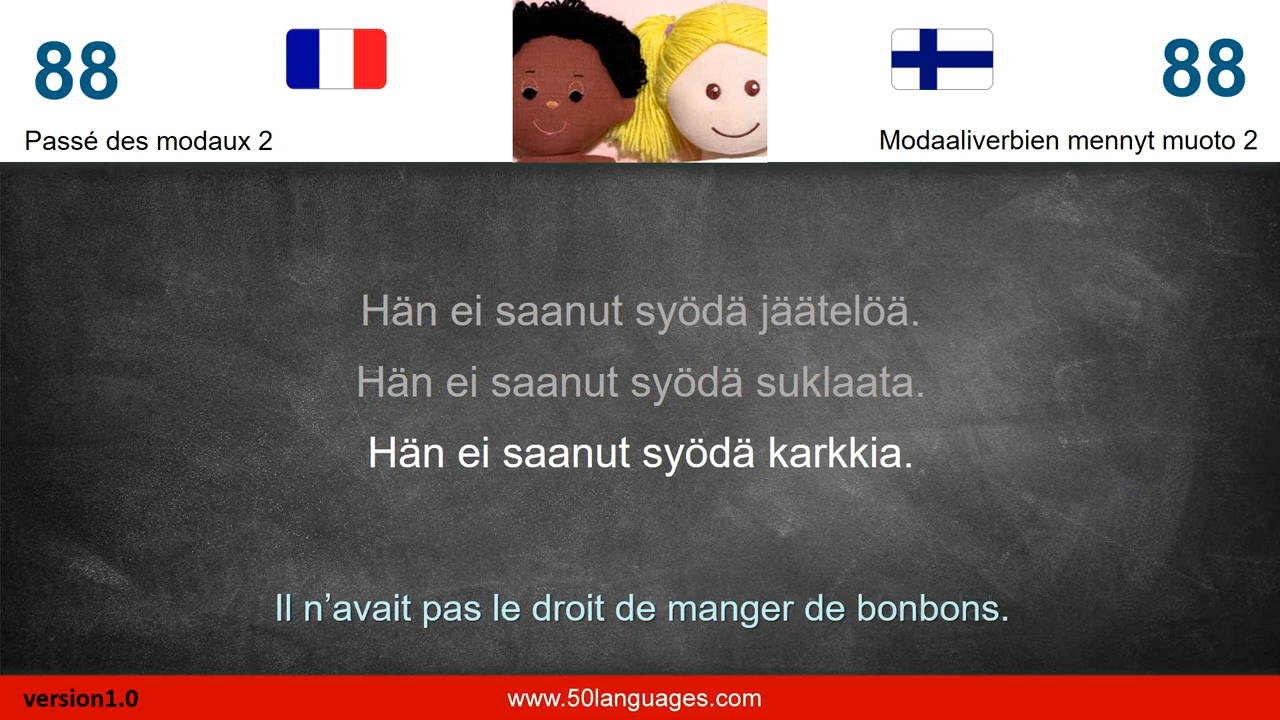 88
88
Passé des modaux 2
Modaaliverbien mennyt muoto 2
Hän ei saanut syödä jäätelöä.
Hän ei saanut syödä suklaata.
Hän ei saanut syödä karkkia.
Il n’avait pas le droit de manger de bonbons.
version1.0
www.50languages.com